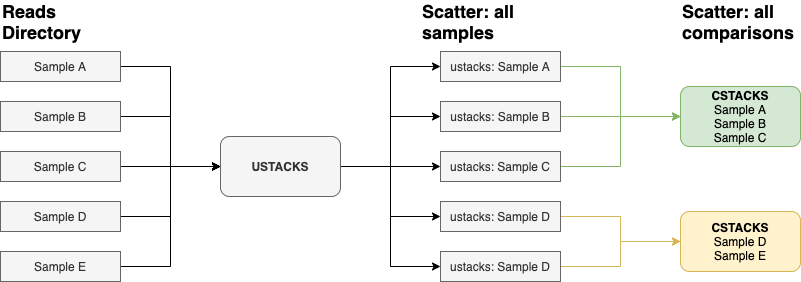 Reads
Directory
Scatter: all
samples
Scatter: all
comparisons
Sample A
Sample B
Sample C
Sample D
Sample E
USTACKS
ustacks: Sample A
ustacks: Sample B
ustacks: Sample C
ustacks: Sample D
ustacks: Sample D
CSTACKS
Sample A
Sample B
Sample C
CSTACKS
Sample D
Sample E